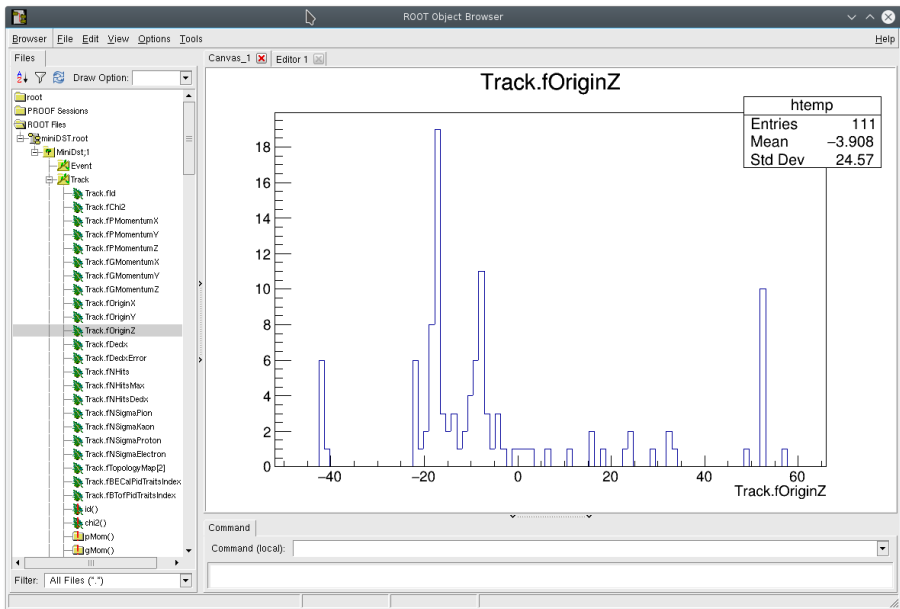 ROOT Object Browser
Browser File Edit View Options Tools Help
Files
Draw Option:
root
PROOF Sessions
ROOT Files
miniDST.root
MiniDst;1
Event
Track
Track.fId
Track.fChi2
Track.fPMomentumX
Track.fPMomentumY
Track.fPMomentumZ
Track.fGMomentumX
Track.fGMomentumY
Track.fGMomentumZ
Track.fOriginX
Track.fOriginY
Track.fOriginZ
Track.fDedx
Track.fDedxError
Track.fNHits
Track.fNHitsMax
Track.fNHitsDedx
Track.fNSigmaPion
Track.fNSigmaKaon
Track.fNSigmaProton
Track.fNSigmaElectron
Track.fTopologyMap[2]
Track.fBECalPidTraitsIndex
Track.fBTofPidTraitsIndex
id()
chi2()
pMom()
gMom()
Filter: All Files (*.*)
Canvas_1 Editor 1
Track.fOriginZ
htemp
Entries 111
Mean −3.908
Std Dev 24.57
18
16
14
12
10
8
6
4
2
0
−40 −20 0 20 40 60
Track.fOriginZ
Command
Command (local):